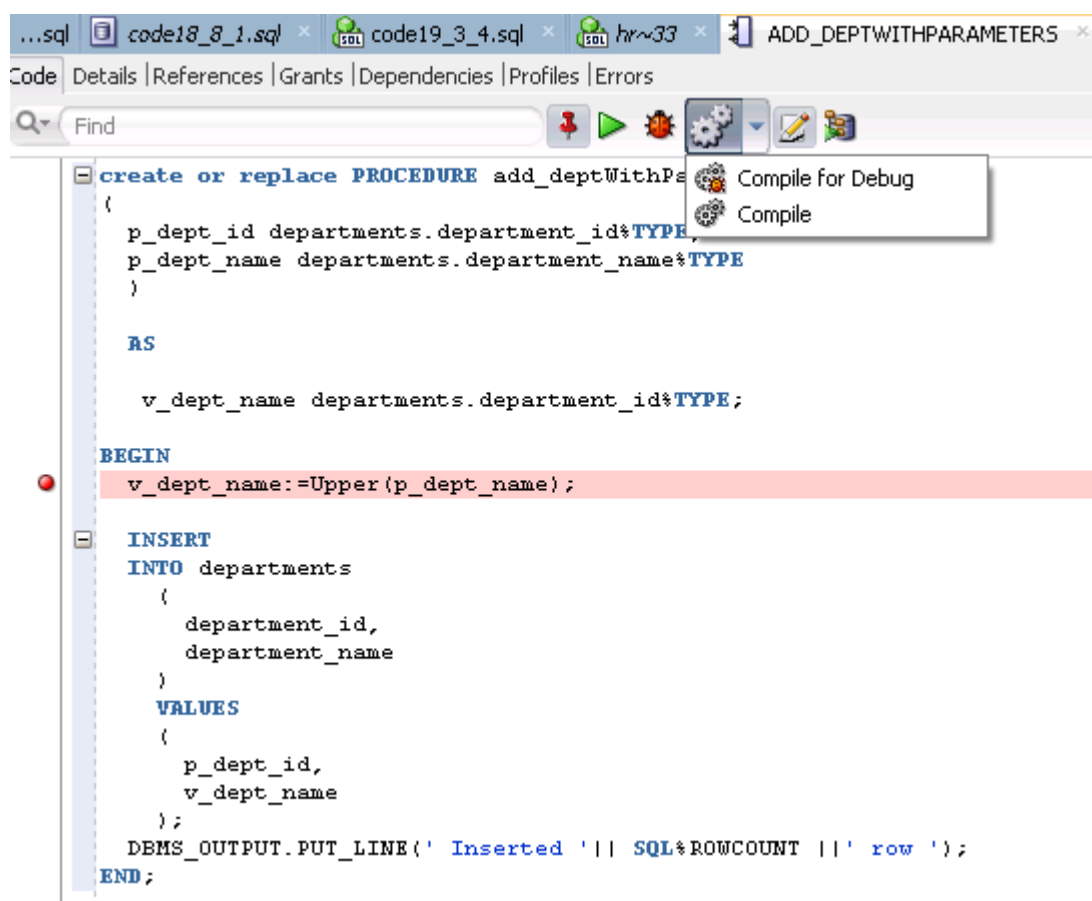 ...sql code18_8_1.sql × code19_3_4.sql × hr~33 × ADD_DEPTWITHPARAMETERS ×
Code Details |References |Grants |Dependencies |Profiles |Errors
Find
create or replace PROCEDURE add_deptWithPa
Compile for Debug
(
Compile
p_dept_id departments.department_id%TYPE,
p_dept_name departments.department_name%TYPE
)
AS
v_dept_name departments.department_id%TYPE;
BEGIN
v_dept_name:=Upper(p_dept_name);
INSERT
INTO departments
(
department_id,
department_name
)
VALUES
(
p_dept_id,
v_dept_name
);
DBMS_OUTPUT.PUT_LINE(' Inserted '|| SQL%ROWCOUNT ||' row ');
END;